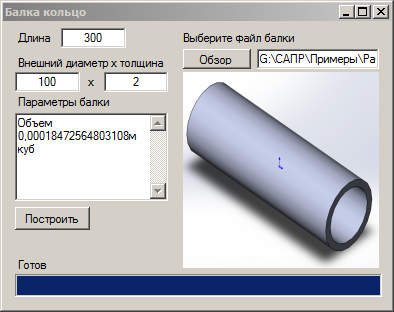 Балка кольцо
Длина 300
Внешний диаметр x толщина
100 x 2
Параметры балки
Объем
0,00018472564803108м
куб
Построить
Выберите файл балки
Обзор G:\САПР\Примеры\Ра
Готов